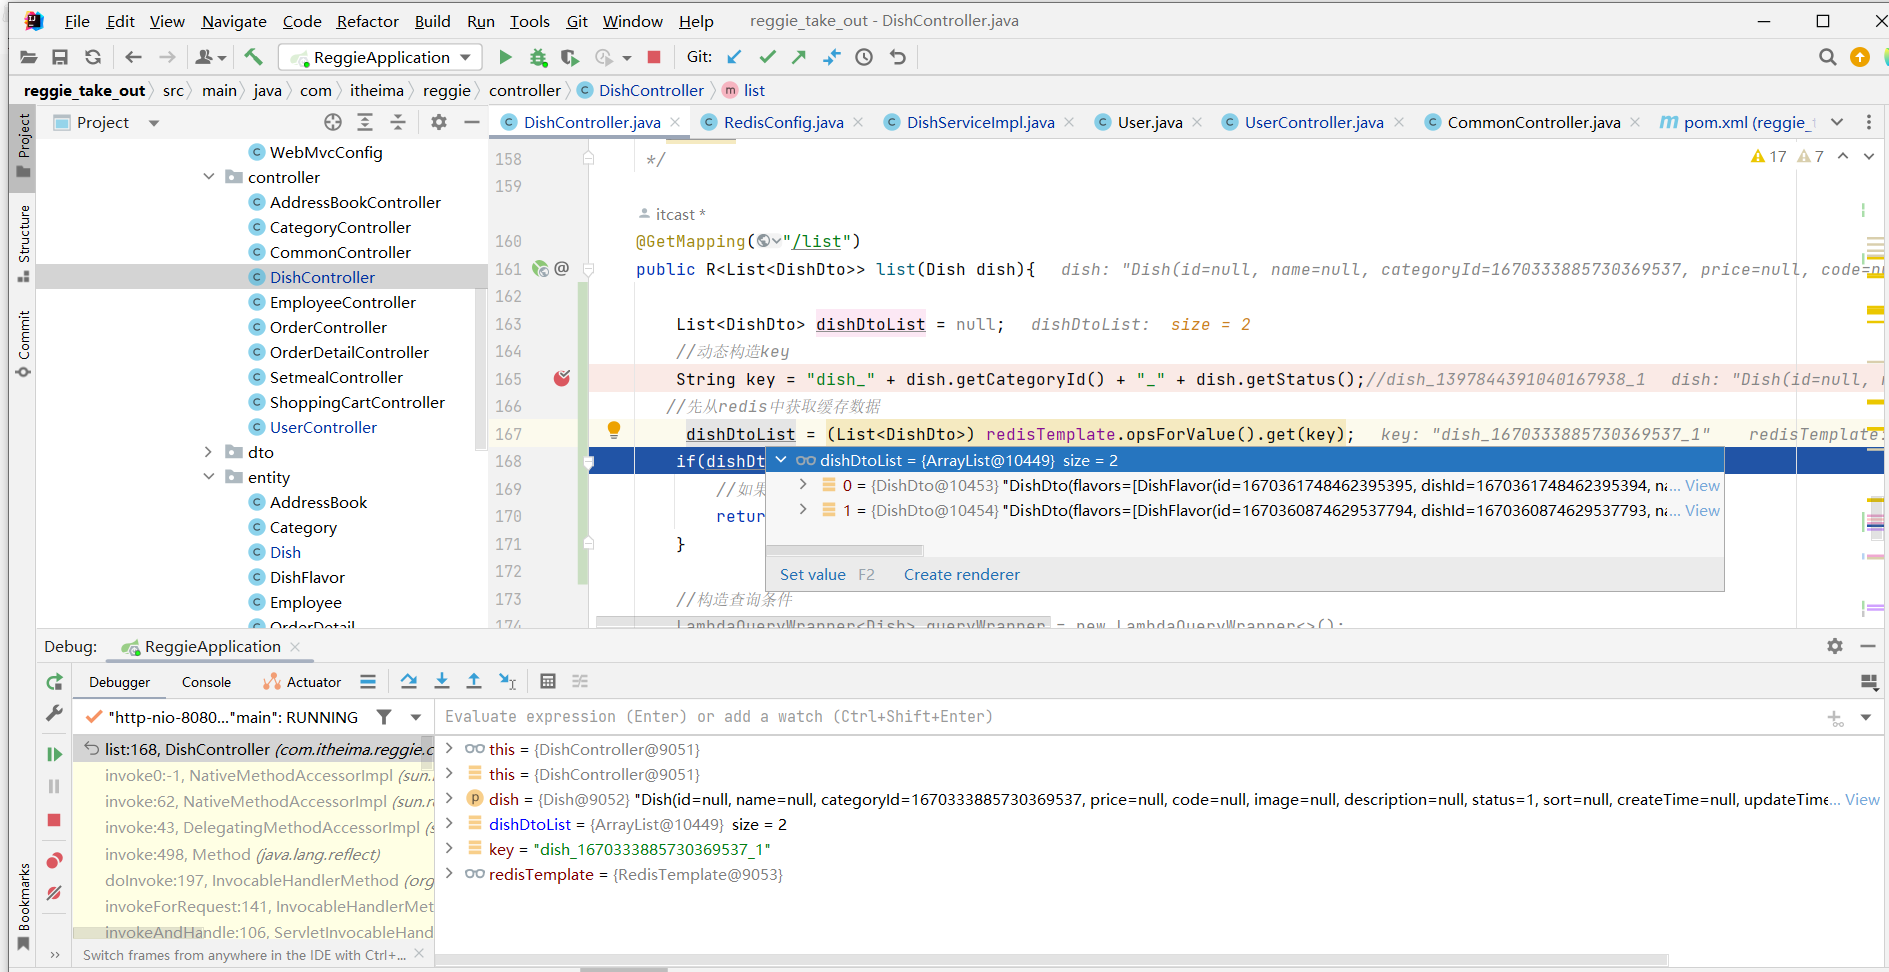 File Edit View Navigate Code Refactor Build Run Tools Git Window Help reggie_take_out - DishController.java
ReggieApplication Git:
reggie_take_out src main java com itheima reggie controller DishController list
Project
DishController.java RedisConfig.java DishServiceImpl.java User.java UserController.java CommonController.java pom.xml (reggie_
Project
Structure
Commit
Bookmarks
WebMvcConfig
controller
AddressBookController
CategoryController
CommonController
DishController
EmployeeController
OrderController
OrderDetailController
SetmealController
ShoppingCartController
UserController
dto
entity
AddressBook
Category
Dish
DishFlavor
Employee
OrderDetail
17 7
158 */
159
itcast *
160 @GetMapping("/list")
161 public R<List<DishDto>> list(Dish dish){ dish: "Dish(id=null, name=null, categoryId=1670333885730369537, price=null, code=nu
162
163 List<DishDto> dishDtoList = null; dishDtoList: size = 2
164 //动态构造key
165 String key = "dish_" + dish.getCategoryId() + "_" + dish.getStatus();//dish_1397844391040167938_1 dish: "Dish(id=null, n
166 //先从redis中获取缓存数据
167 dishDtoList = (List<DishDto>) redisTemplate.opsForValue().get(key); key: "dish_1670333885730369537_1" redisTemplate:
168 if(dishDt
dishDtoList = {ArrayList@10449} size = 2
169 //如果
0 = {DishDto@10453} "DishDto(flavors=[DishFlavor(id=1670361748462395395, dishId=1670361748462395394, na... View
170 retur
1 = {DishDto@10454} "DishDto(flavors=[DishFlavor(id=1670360874629537794, dishId=1670360874629537793, na... View
171 }
172
Set value F2 Create renderer
173 //构造查询条件
174 LambdaQueryWrapper<Dish> queryWrapper = new LambdaQueryWrapper<>();
Debug: ReggieApplication
Debugger Console Actuator
"http-nio-8080..."main": RUNNING
Evaluate expression (Enter) or add a watch (Ctrl+Shift+Enter)
list:168, DishController (com.itheima.reggie.c
invoke0:-1, NativeMethodAccessorImpl (sun.
invoke:62, NativeMethodAccessorImpl (sun.re
invoke:43, DelegatingMethodAccessorImpl (s
invoke:498, Method (java.lang.reflect)
doInvoke:197, InvocableHandlerMethod (org
invokeForRequest:141, InvocableHandlerMet
invokeAndHandle:106, ServletInvocableHand
Switch frames from anywhere in the IDE with Ctrl+...
this = {DishController@9051}
this = {DishController@9051}
dish = {Dish@9052} "Dish(id=null, name=null, categoryId=1670333885730369537, price=null, code=null, image=null, description=null, status=1, sort=null, createTime=null, updateTime... View
dishDtoList = {ArrayList@10449} size = 2
key = "dish_1670333885730369537_1"
redisTemplate = {RedisTemplate@9053}